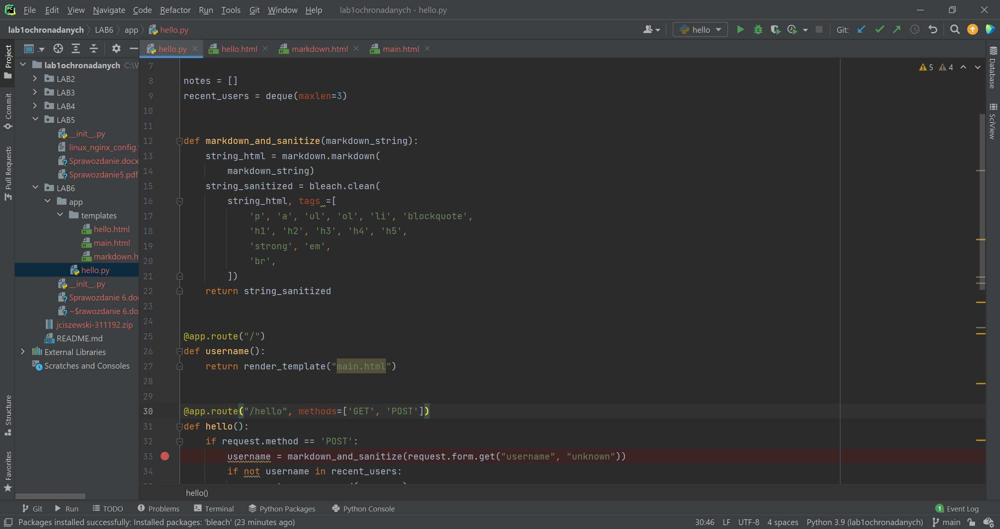 File Edit View Navigate Code Refactor Run Tools Git Window Help lab1ochronadanych - hello.py
lab1ochronadanych LAB6 app hello.py
hello Git:
... hello.py hello.html markdown.html main.html
Project
Commit
Pull Requests
Structure
Favorites
lab1ochronadanych C:\
LAB2
LAB3
LAB4
LAB5
__init__.py
linux_nginx_config.
Sprawozdanie.docx
Sprawozdanie5.pdf
LAB6
app
templates
hello.html
main.html
markdown.h
hello.py
__init__.py
Sprawozdanie 6.do
~$rawozdanie 6.do
jciszewski-311192.zip
README.md
External Libraries
Scratches and Consoles
5 4
7
8 notes = []
9 recent_users = deque(maxlen=3)
10
11
12 def markdown_and_sanitize(markdown_string):
13 string_html = markdown.markdown(
14 markdown_string)
15 string_sanitized = bleach.clean(
16 string_html, tags =[
17 'p', 'a', 'ul', 'ol', 'li', 'blockquote',
18 'h1', 'h2', 'h3', 'h4', 'h5',
19 'strong', 'em',
20 'br',
21 ])
22 return string_sanitized
23
24
25 @app.route("/")
26 def username():
27 return render_template("main.html")
28
29
30 @app.route("/hello", methods=['GET', 'POST'])
31 def hello():
32 if request.method == 'POST':
33 username = markdown_and_sanitize(request.form.get("username", "unknown"))
34 if not username in recent_users:
hello()
Database
SciView
Git Run TODO Problems Terminal Python Packages Python Console 1 Event Log
Packages installed successfully: Installed packages: 'bleach' (23 minutes ago) 30:46 LF UTF-8 4 spaces Python 3.9 (lab1ochronadanych) main